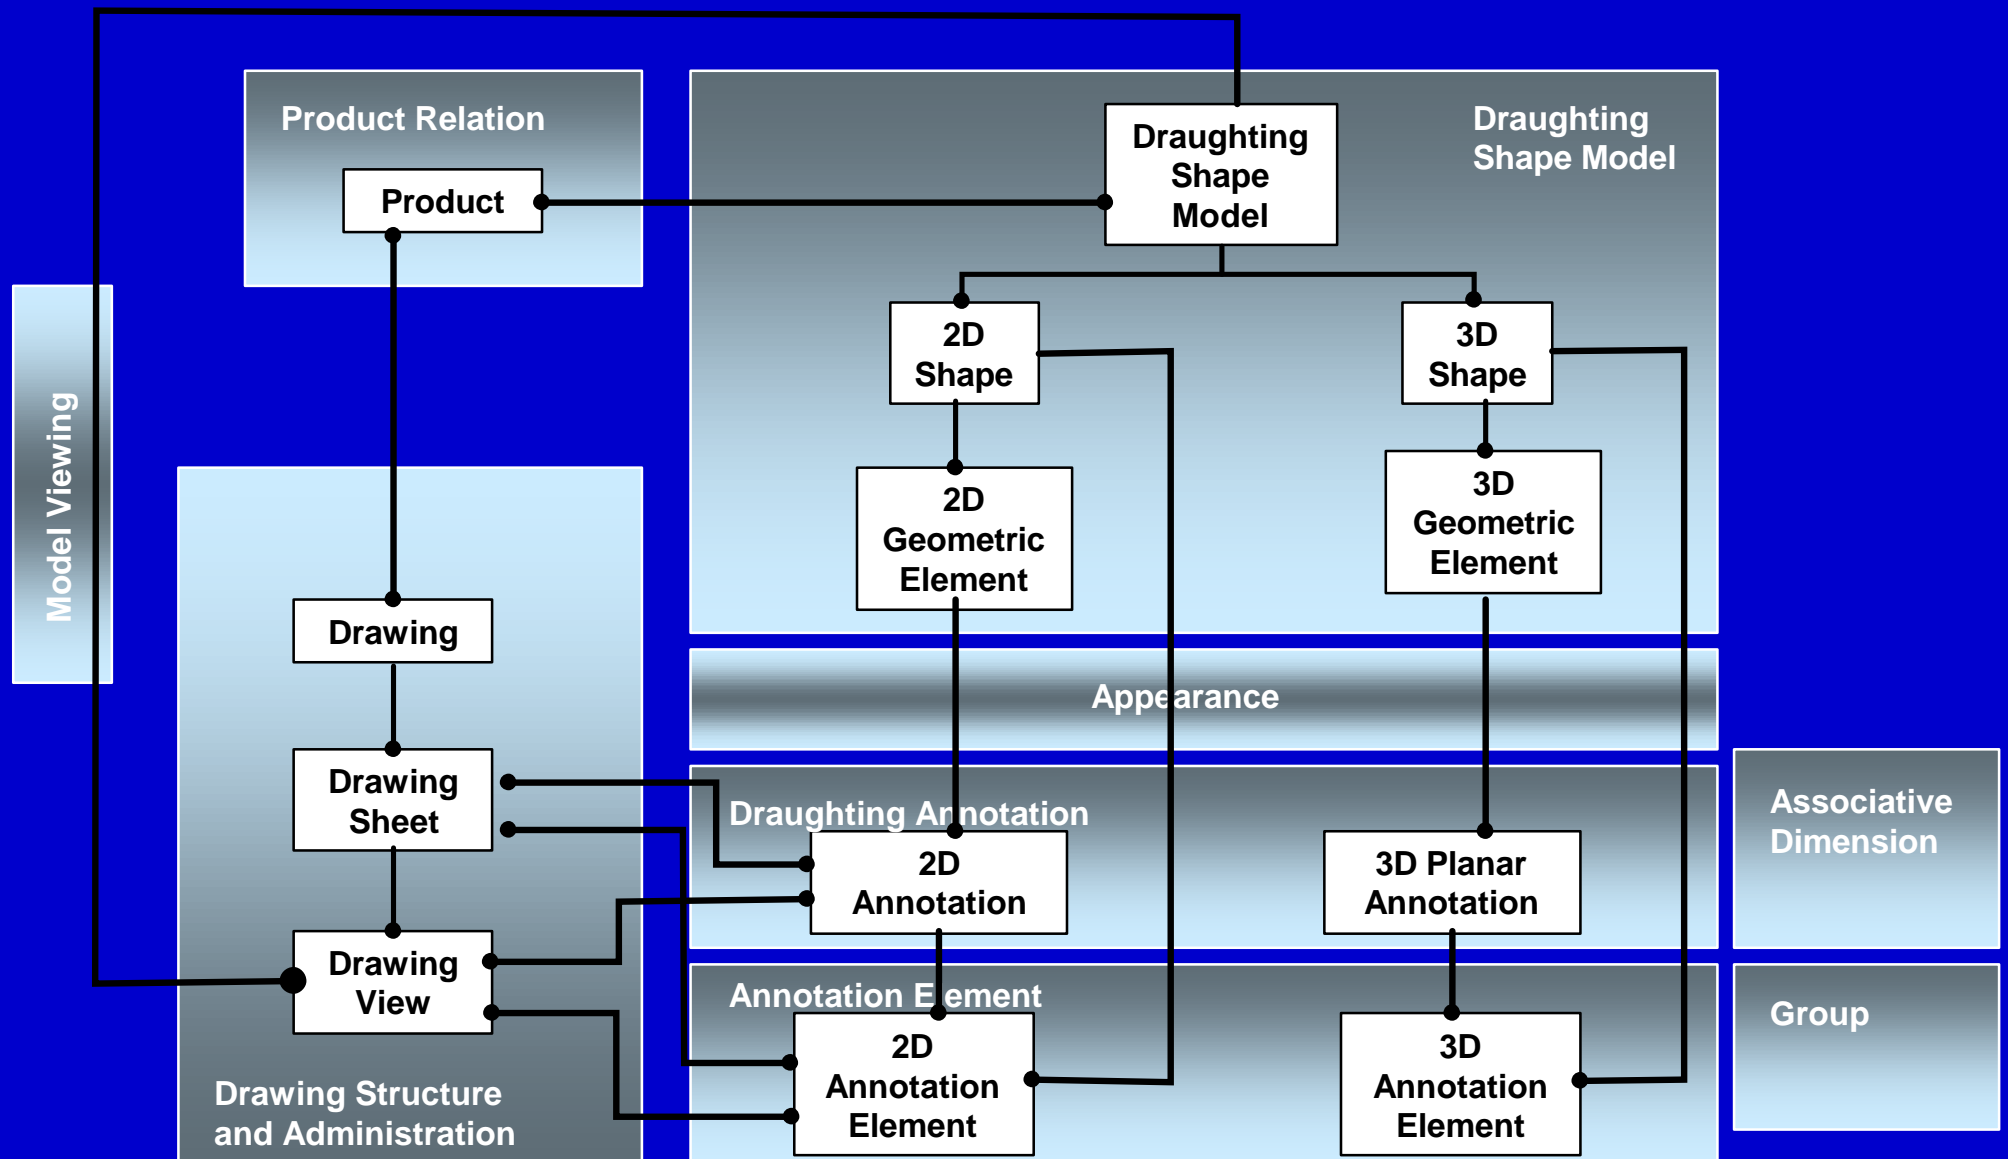 Product Relation
Product
Draughting
Shape
Model
Draughting
Shape Model
2D
Shape
3D
Shape
2D
Geometric
Element
3D
Geometric
Element
Model Viewing
Drawing
Drawing
Sheet
Drawing
View
Drawing Structure
and Administration
Appearance
Draughting Annotation
2D
Annotation
3D Planar
Annotation
Associative
Dimension
Annotation Element
2D
Annotation
Element
3D
Annotation
Element
Group